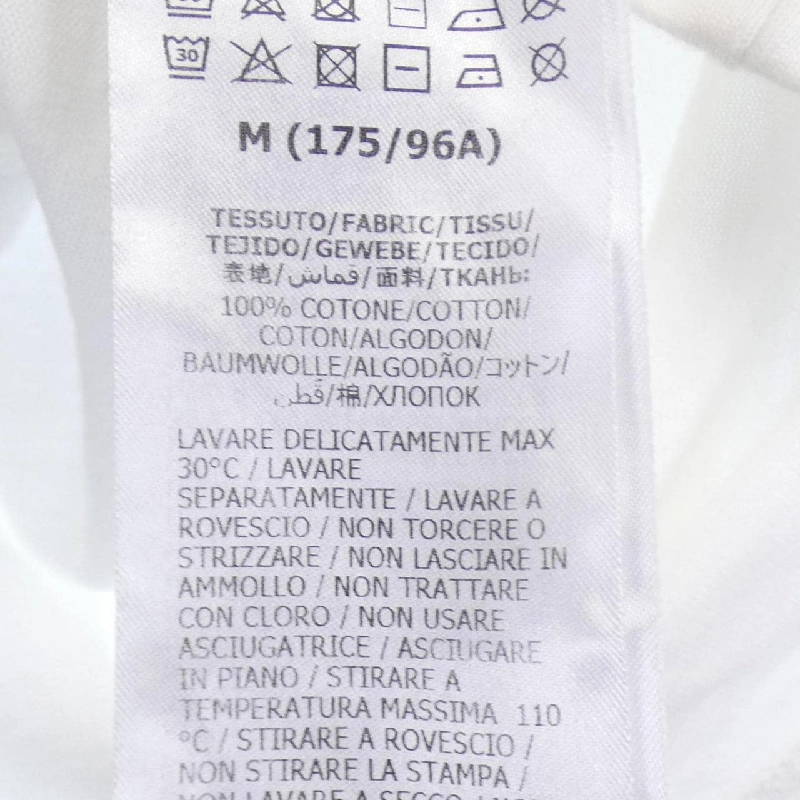 30
M (175/96A)
TESSUTO/FABRIC/TISSU/
TEJIDO/GEWEBE/TECIDO/
表地/قماش/面料/ТКАНЬ:
100% COTONE/COTTON/
COTON/ALGODON/
BAUMWOLLE/ALGODÃO/コットン/
قطن/棉/ХЛОПОК
LAVARE DELICATAMENTE MAX
30°C / LAVARE
SEPARATAMENTE / LAVARE A
ROVESCIO / NON TORCERE O
STRIZZARE / NON LASCIARE IN
AMMOLLO / NON TRATTARE
CON CLORO / NON USARE
ASCIUGATRICE / ASCIUGARE
IN PIANO / STIRARE A
TEMPERATURA MASSIMA 110
°C / STIRARE A ROVESCIO /
NON STIRARE LA STAMPA /
NON LAVARE A SECCO /